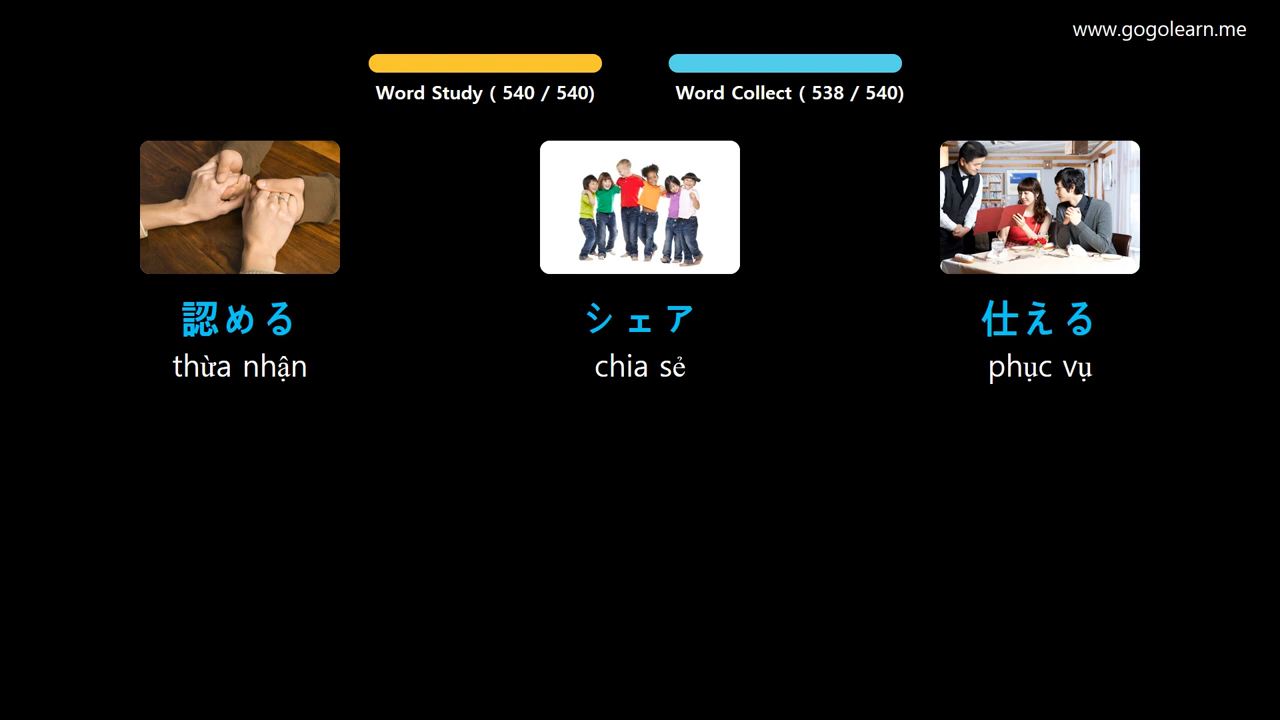 www.gogolearn.me
Word Study ( 540 / 540)
Word Collect ( 538 / 540)
認める
シェア
仕える
thừa nhận
chia sẻ
phục vụ